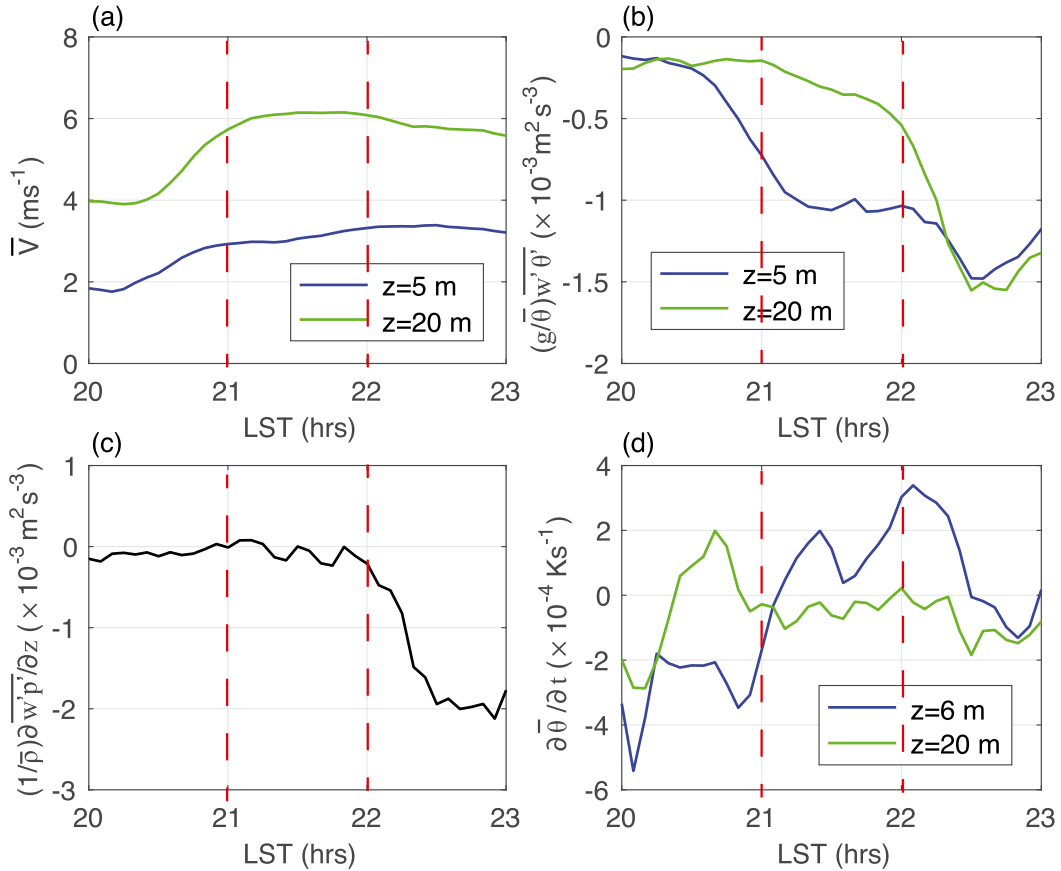 (a)
8
6
4
2
0
V̅ (ms⁻¹)
z=5 m
z=20 m
20 21 22 23
LST (hrs)
(b)
0
-0.5
-1
-1.5
-2
(g/θ̅)w̅'̅θ̅'̅ (× 10⁻³m²s⁻³)
z=5 m
z=20 m
20 21 22 23
LST (hrs)
(c)
1
0
-1
-2
-3
(1/ρ̅)∂w̅'̅p̅'̅/∂z (× 10⁻³ m²s⁻³)
20 21 22 23
LST (hrs)
(d)
4
2
0
-2
-4
-6
∂θ̅/∂t (× 10⁻⁴ Ks⁻¹)
z=6 m
z=20 m
20 21 22 23
LST (hrs)